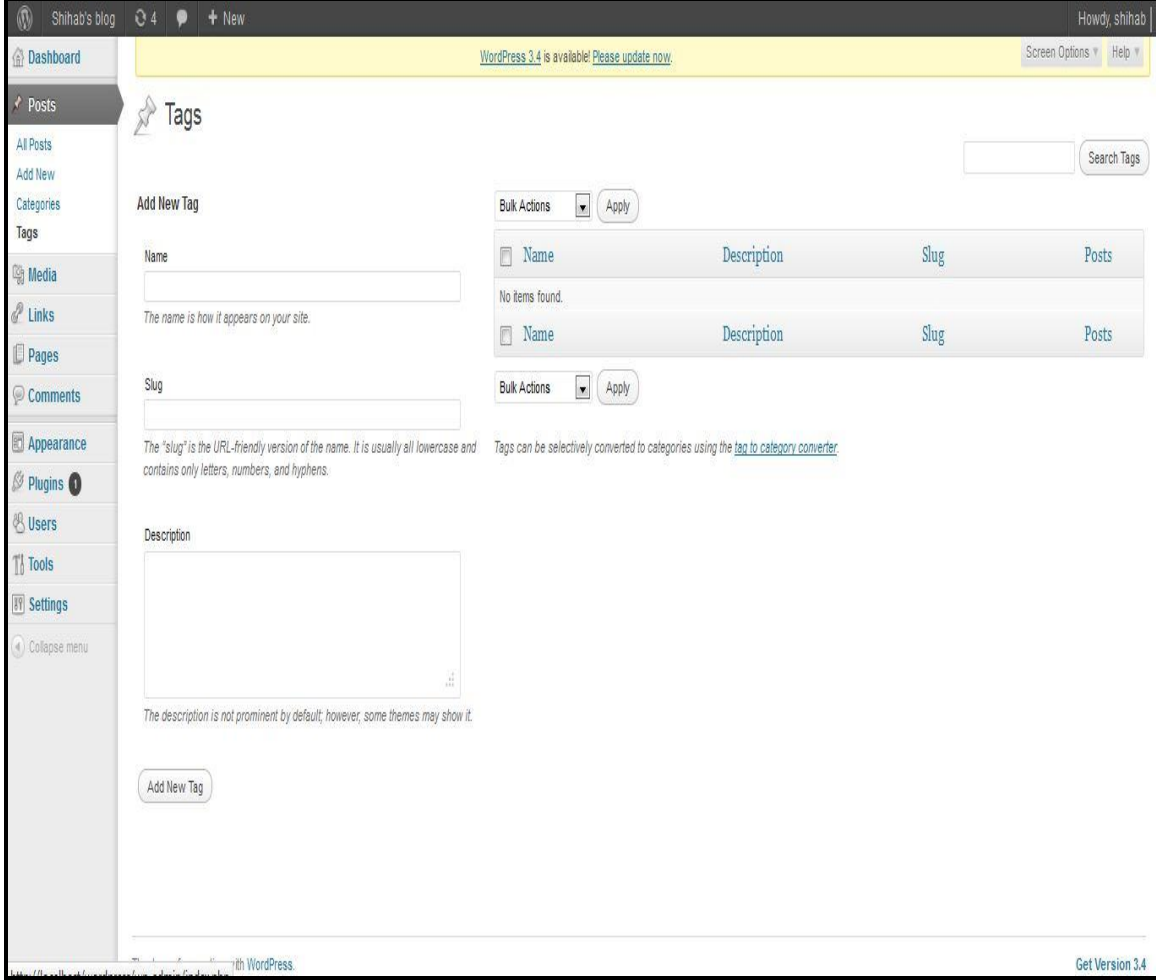 Shihab's blog 4 New Howdy, shihab
WordPress 3.4 is available! Please update now.
Screen Options Help
Dashboard
Posts
All Posts
Add New
Categories
Tags
Media
Links
Pages
Comments
Appearance
Plugins 1
Users
Tools
Settings
Collapse menu
Tags
Search Tags
Add New Tag
Name
The name is how it appears on your site.
Slug
The "slug" is the URL-friendly version of the name. It is usually all lowercase and
contains only letters, numbers, and hyphens.
Description
The description is not prominent by default; however, some themes may show it.
Add New Tag
Bulk Actions Apply
Name Description Slug Posts
No items found.
Name Description Slug Posts
Bulk Actions Apply
Tags can be selectively converted to categories using the tag to category converter.
with WordPress.
Get Version 3.4